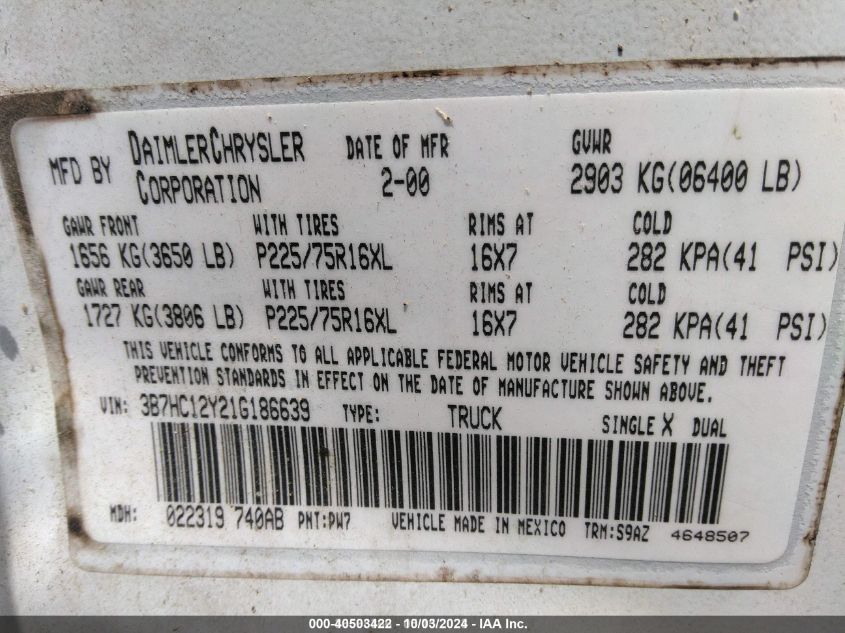 MFD BY DAIMLERCHRYSLER CORPORATION DATE OF MFR 2-00 GVWR 2903 KG(06400 LB)
GAWR FRONT WITH TIRES RIMS AT COLD
1656 KG(3650 LB) P225/75R16XL 16X7 282 KPA(41 PSI)
GAWR REAR WITH TIRES RIMS AT COLD
1727 KG(3806 LB) P225/75R16XL 16X7 282 KPA(41 PSI)
THIS VEHICLE CONFORMS TO ALL APPLICABLE FEDERAL MOTOR VEHICLE SAFETY AND THEFT
PREVENTION STANDARDS IN EFFECT ON THE DATE OF MANUFACTURE SHOWN ABOVE.
VIN: 3B7HC12Y21G186639 TYPE: TRUCK SINGLE X DUAL
MDH: 022319 740AB PNT:PW7 VEHICLE MADE IN MEXICO TRM:S9AZ 4648507
000-40503422 - 10/03/2024 - IAA Inc.